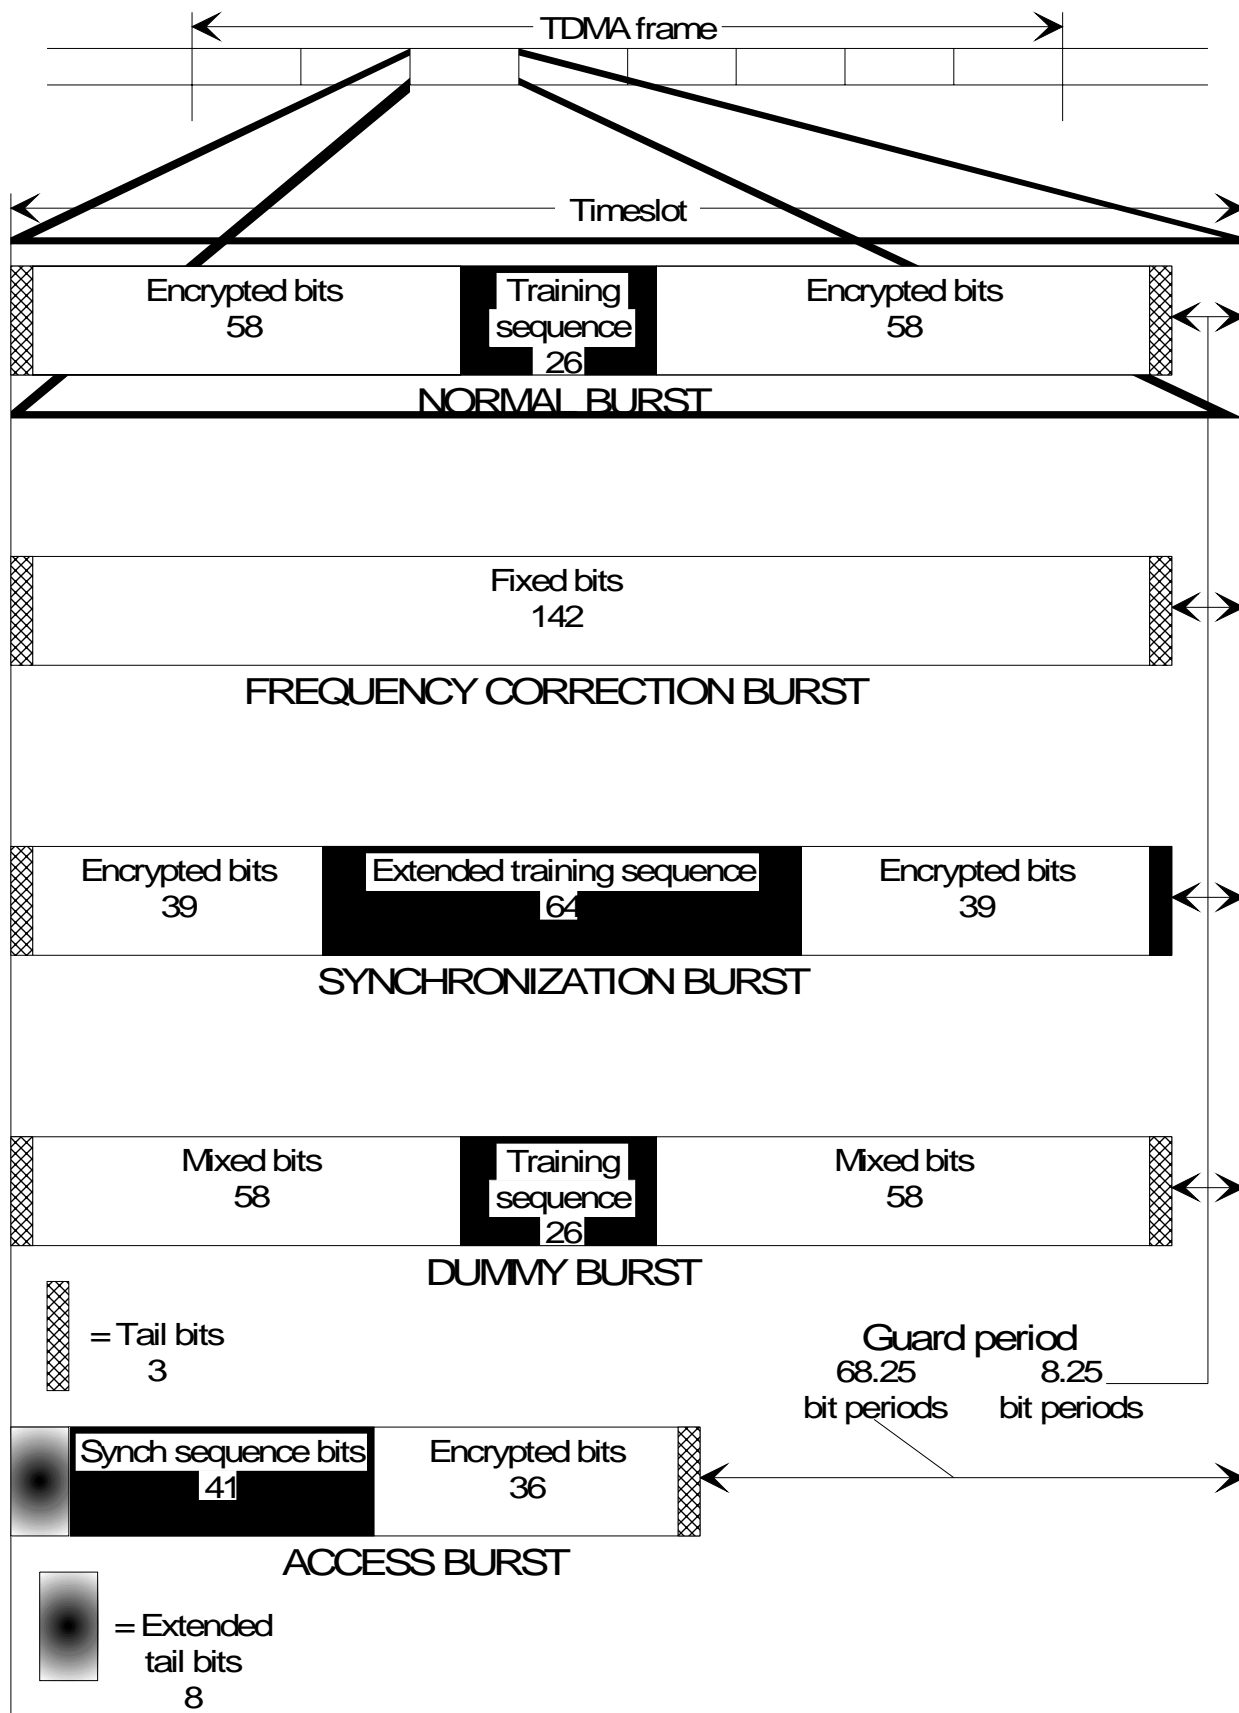 TDMA frame
Timeslot
Encrypted bits
58
Training
sequence
26
Encrypted bits
58
NORMAL BURST
Fixed bits
142
FREQUENCY CORRECTION BURST
Encrypted bits
39
Extended training sequence
64
Encrypted bits
39
SYNCHRONIZATION BURST
Mixed bits
58
Training
sequence
26
Mixed bits
58
DUMMY BURST
= Tail bits
3
Guard period
68.25
bit periods
8.25
bit periods
Synch sequence bits
41
Encrypted bits
36
ACCESS BURST
= Extended
tail bits
8